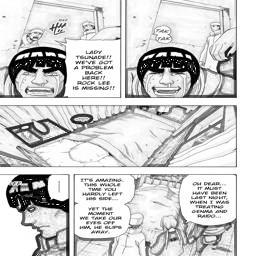 LADY
TSUNADE!!
WE'VE GOT
A PROBLEM
BACK
HERE!!
ROCK LEE
IS MISSING!!
TAK
TAK
IT'S AMAZING.
THIS WHOLE
TIME YOU
HARDLY LEFT
HIS SIDE...
YET THE
MOMENT
WE TAKE OUR
EYES OFF
HIM, HE SLIPS
AWAY.
OH DEAR...
IT MUST
HAVE BEEN
LAST NIGHT,
WHEN I WAS
TREATING
GENMA AND
RAIDO...